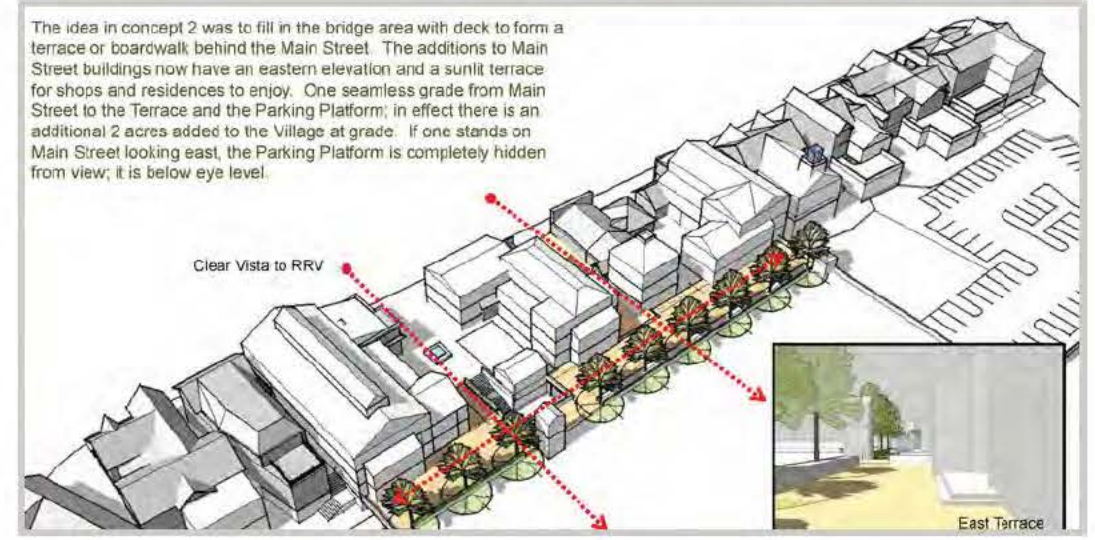 The idea in concept 2 was to fill in the bridge area with deck to form a
terrace or boardwalk behind the Main Street. The additions to Main
Street buildings now have an eastern elevation and a sunlit terrace
for shops and residences to enjoy. One seamless grade from Main
Street to the Terrace and the Parking Platform; in effect there is an
additional 2 acres added to the Village at grade. If one stands on
Main Street looking east, the Parking Platform is completely hidden
from view; it is below eye level.
Clear Vista to RRV
East Terrace